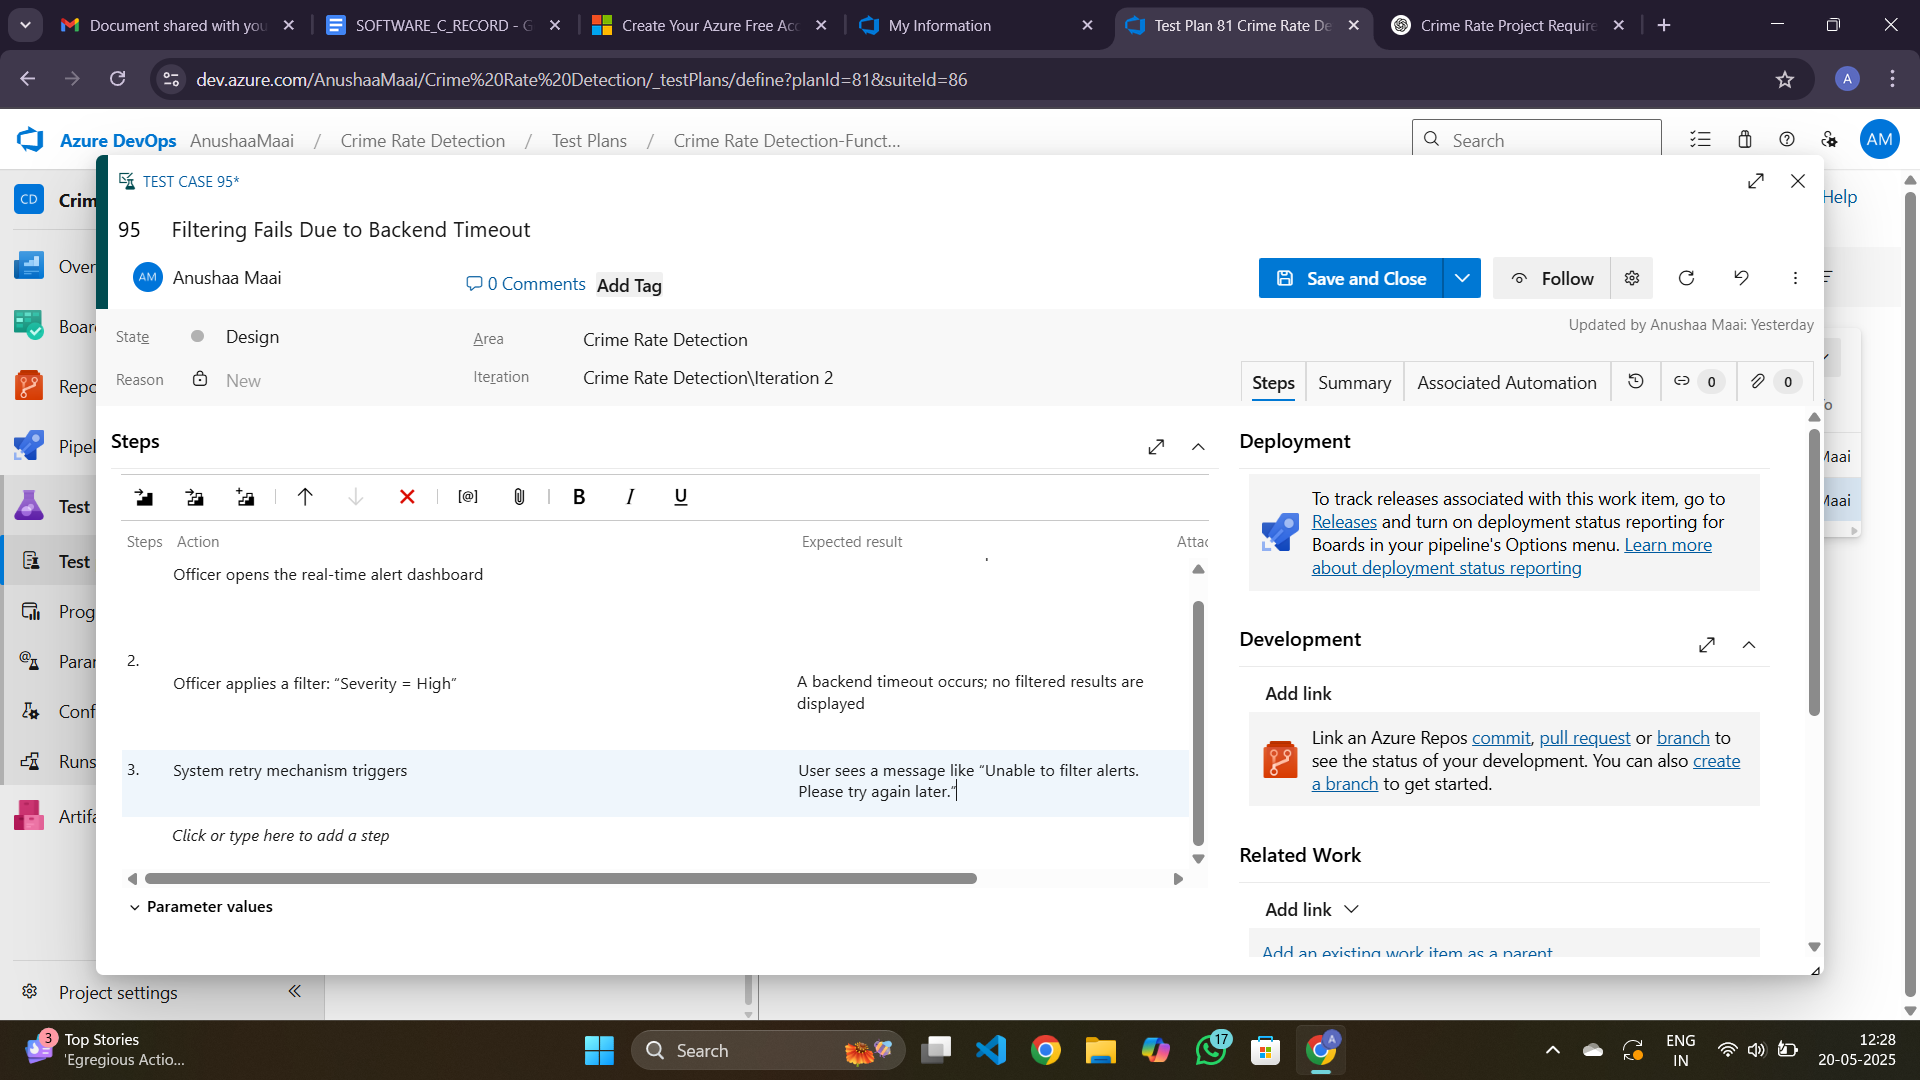 Document shared with you
SOFTWARE_C_RECORD - G
Create Your Azure Free Acc
My Information
Test Plan 81 Crime Rate De
Crime Rate Project Require
dev.azure.com/AnushaaMaai/Crime%20Rate%20Detection/_testPlans/define?planId=81&suiteId=86
A
Azure DevOps
AnushaaMaai / Crime Rate Detection / Test Plans / Crime Rate Detection-Funct...
Search
AM
CD
Crim
Over
Boar
Repo
Pipel
Test
Test
Prog
Parar
Conf
Runs
Artifa
Project settings
Help
TEST CASE 95*
95 Filtering Fails Due to Backend Timeout
AM Anushaa Maai
0 Comments
Add Tag
Save and Close
Follow
State
Design
Area
Crime Rate Detection
Updated by Anushaa Maai: Yesterday
Reason
New
Iteration
Crime Rate Detection\Iteration 2
Steps
Summary
Associated Automation
0
0
Steps
[@]
B
I
U
Steps
Action
Expected result
Attac
Officer opens the real-time alert dashboard
2.
Officer applies a filter: “Severity = High”
A backend timeout occurs; no filtered results are
displayed
3.
System retry mechanism triggers
User sees a message like “Unable to filter alerts.
Please try again later.”
Click or type here to add a step
Parameter values
Deployment
To track releases associated with this work item, go to
Releases and turn on deployment status reporting for
Boards in your pipeline's Options menu. Learn more
about deployment status reporting
Development
Add link
Link an Azure Repos commit, pull request or branch to
see the status of your development. You can also create
a branch to get started.
Related Work
Add link
Add an existing work item as a parent
Maai
Maai
3
Top Stories
'Egregious Actio...
Search
17
A
ENG
IN
12:28
20-05-2025